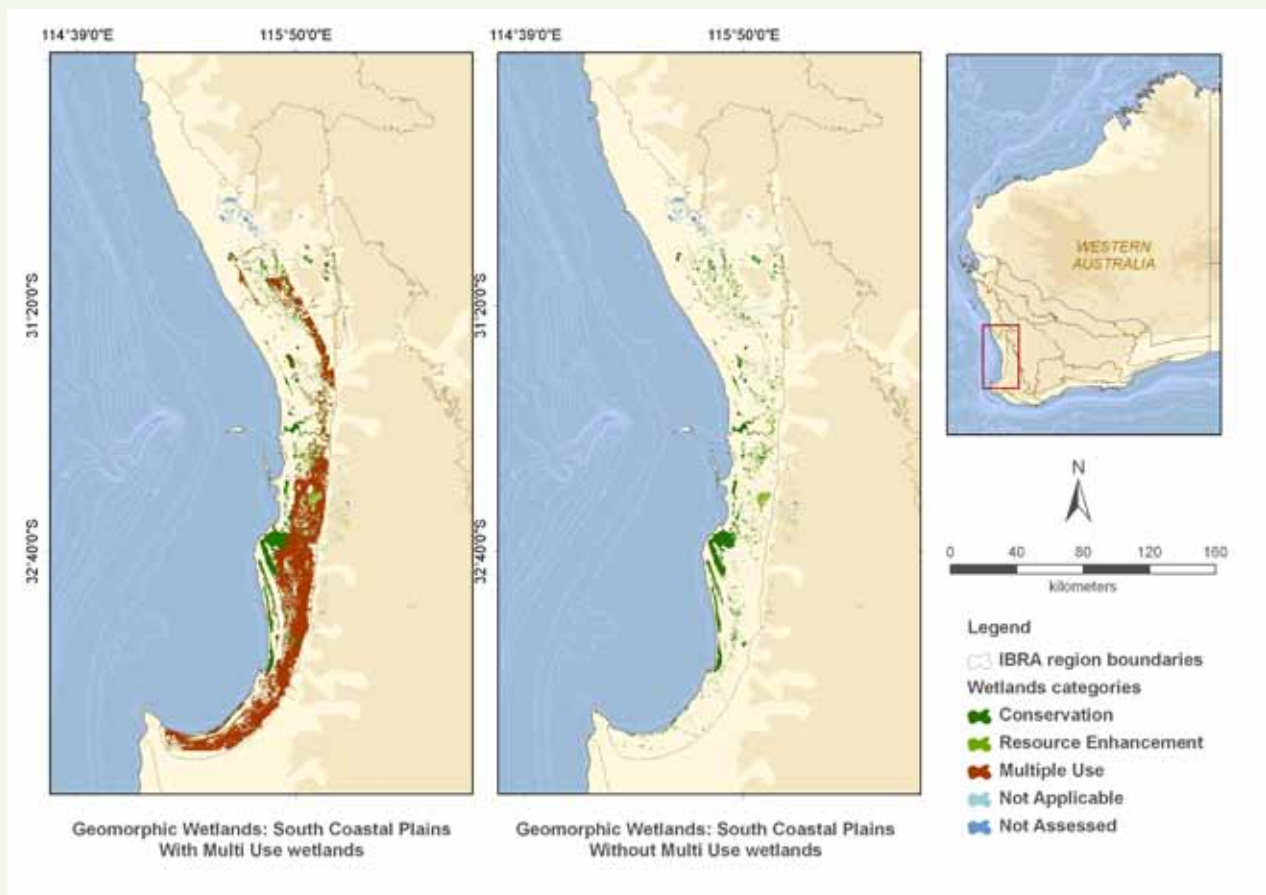 114°39'0"E
115°50'0"E
114°39'0"E
115°50'0"E
31°20'0"S
32°40'0"S
31°20'0"S
32°40'0"S
WESTERN
AUSTRALIA
N
0 40 80 120 160
kilometers
Legend
IBRA region boundaries
Wetlands categories
Conservation
Resource Enhancement
Multiple Use
Not Applicable
Not Assessed
Geomorphic Wetlands: South Coastal Plains
With Multi Use wetlands
Geomorphic Wetlands: South Coastal Plains
Without Multi Use wetlands